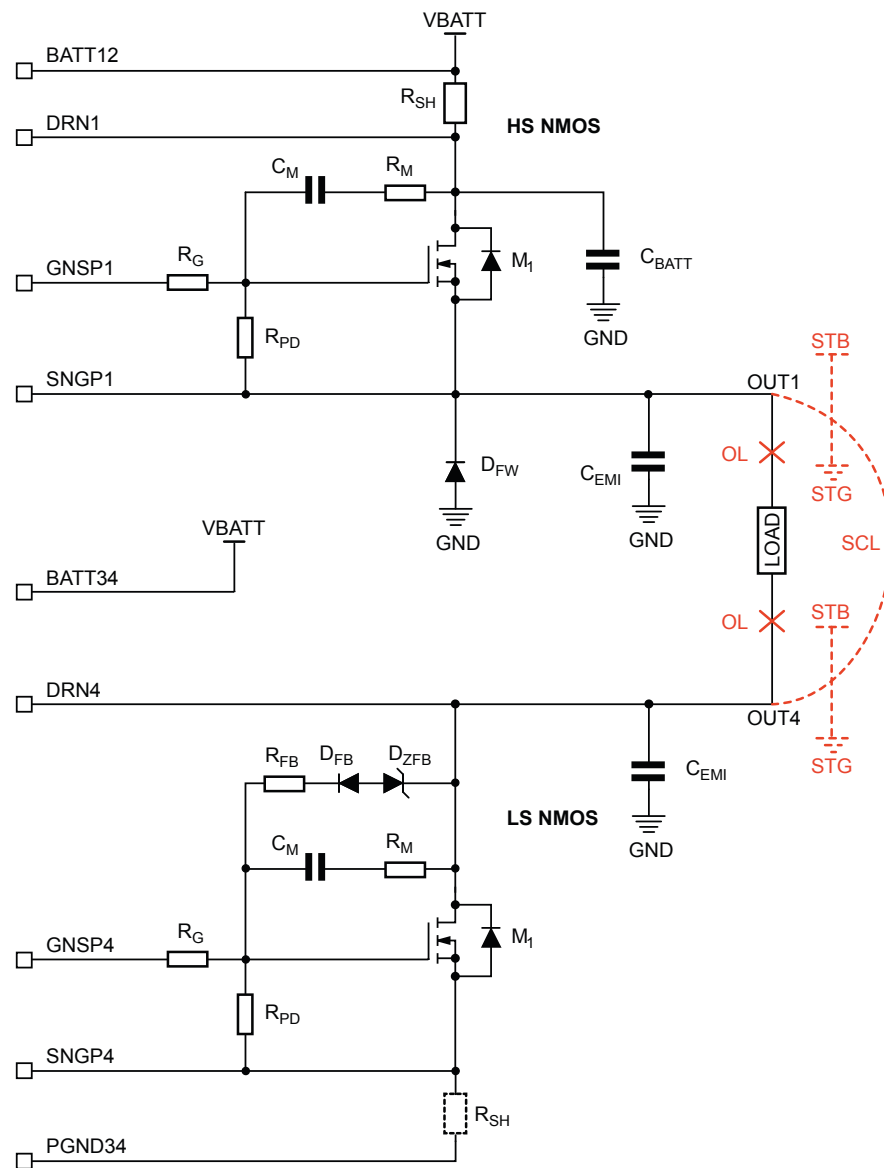 VBATT
BATT12
RSH
DRN1
HS NMOS
CM
RM
RG
GNSP1
M1
CBATT
GND
RPD
SNGP1
OUT1
STB
OL
STG
DFW
CEMI
GND
GND
LOAD
SCL
VBATT
BATT34
OL
STB
DRN4
OUT4
STG
RFB
DFB
DZFB
CEMI
LS NMOS
GND
CM
RM
RG
GNSP4
M1
RPD
SNGP4
RSH
PGND34